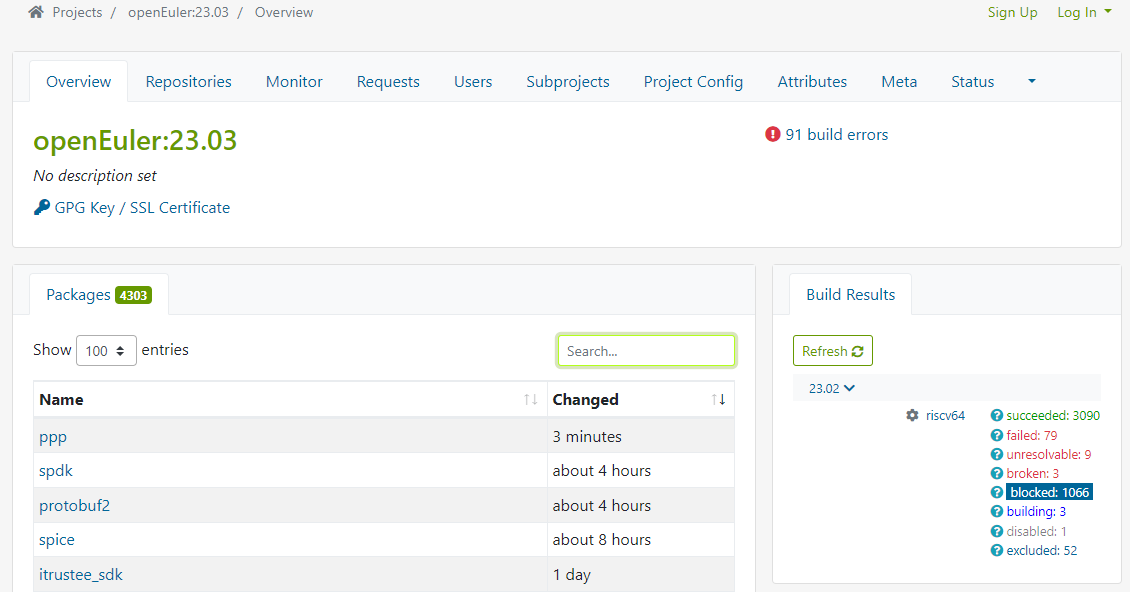 Projects / openEuler:23.03 / Overview
Sign Up Log In
Overview Repositories Monitor Requests Users Subprojects Project Config Attributes Meta Status
openEuler:23.03
91 build errors
No description set
GPG Key / SSL Certificate
Packages 4303
Show 100 entries
Search...
Name Changed
ppp 3 minutes
spdk about 4 hours
protobuf2 about 4 hours
spice about 8 hours
itrustee_sdk 1 day
Build Results
Refresh
23.02
riscv64
succeeded: 3090
failed: 79
unresolvable: 9
broken: 3
blocked: 1066
building: 3
disabled: 1
excluded: 52